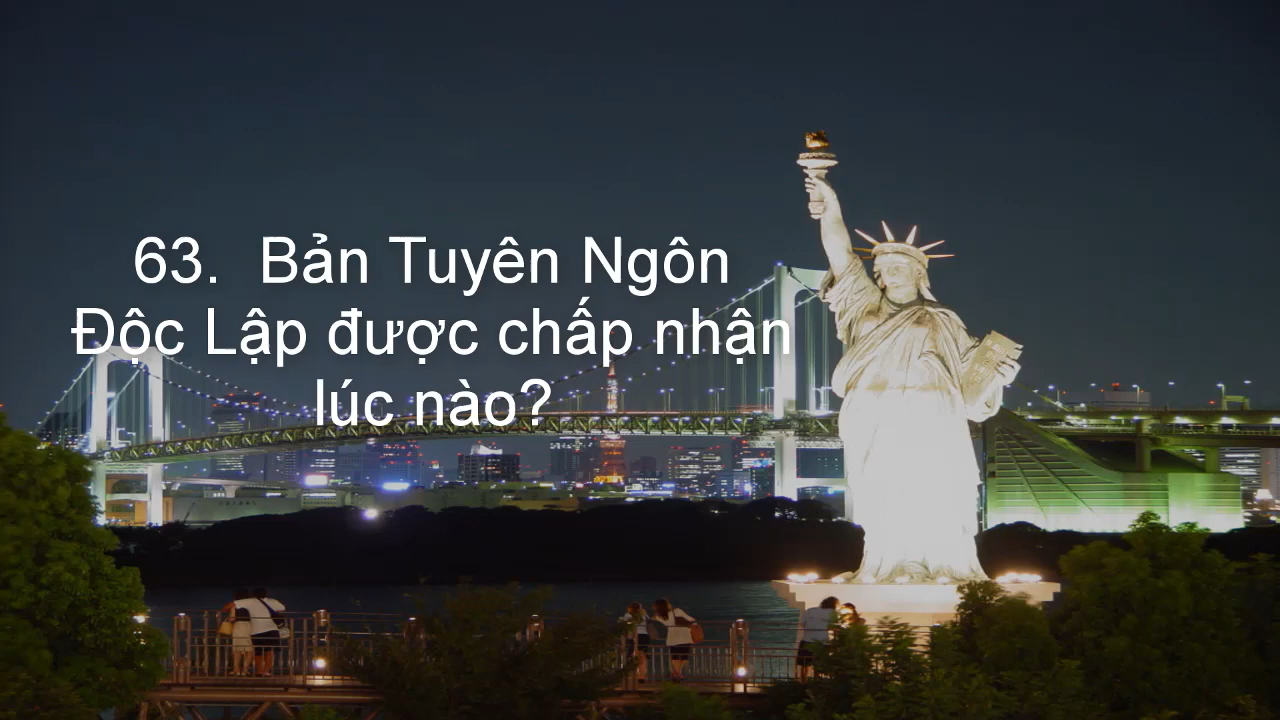 63.  Bản Tuyên Ngôn
Độc Lập được chấp nhận
lúc nào?